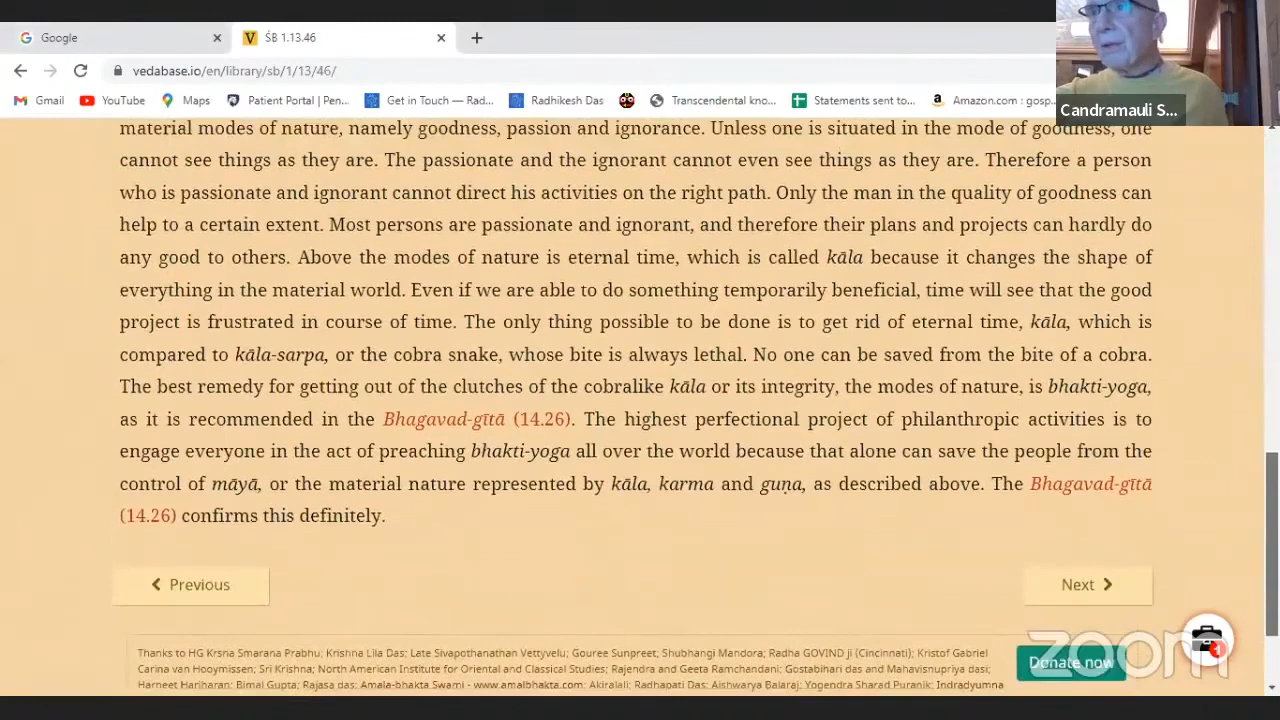 Google
ŚB 1.13.46
vedabase.io/en/library/sb/1/13/46/
Gmail YouTube Maps Patient Portal | Pen... Get in Touch — Rad... Radhikesh Das Transcendental kno... Statements sent to... Amazon.com : gosp...
Candramauli S...
material modes of nature, namely goodness, passion and ignorance. Unless one is situated in the mode of goodness, one
cannot see things as they are. The passionate and the ignorant cannot even see things as they are. Therefore a person
who is passionate and ignorant cannot direct his activities on the right path. Only the man in the quality of goodness can
help to a certain extent. Most persons are passionate and ignorant, and therefore their plans and projects can hardly do
any good to others. Above the modes of nature is eternal time, which is called kāla because it changes the shape of
everything in the material world. Even if we are able to do something temporarily beneficial, time will see that the good
project is frustrated in course of time. The only thing possible to be done is to get rid of eternal time, kāla, which is
compared to kāla-sarpa, or the cobra snake, whose bite is always lethal. No one can be saved from the bite of a cobra.
The best remedy for getting out of the clutches of the cobralike kāla or its integrity, the modes of nature, is bhakti-yoga,
as it is recommended in the Bhagavad-gītā (14.26). The highest perfectional project of philanthropic activities is to
engage everyone in the act of preaching bhakti-yoga all over the world because that alone can save the people from the
control of māyā, or the material nature represented by kāla, karma and guṇa, as described above. The Bhagavad-gītā
(14.26) confirms this definitely.
Previous
Next
Thanks to HG Krsna Smarana Prabhu; Krishna Lila Das; Late Sivapothanathan Vettyvelu; Gouree Sunpreet, Shubhangi Mandora; Radha GOVIND ji (Cincinnati); Kristof Gabriel
Carina van Hooymissen; Sri Krishna; North American Institute for Oriental and Classical Studies; Rajendra and Geeta Ramchandani; Gostabihari das and Mahavisnupriya dasi;
Harneet Hariharan; Bimal Gupta; Rajasa das; Amala-bhakta Swami - www.amalbhakta.com; Akiralali; Radhapati Das; Aishwarya Balaraj; Yogendra Sharad Puranik; Indradyumna
Donate now
1
zoom